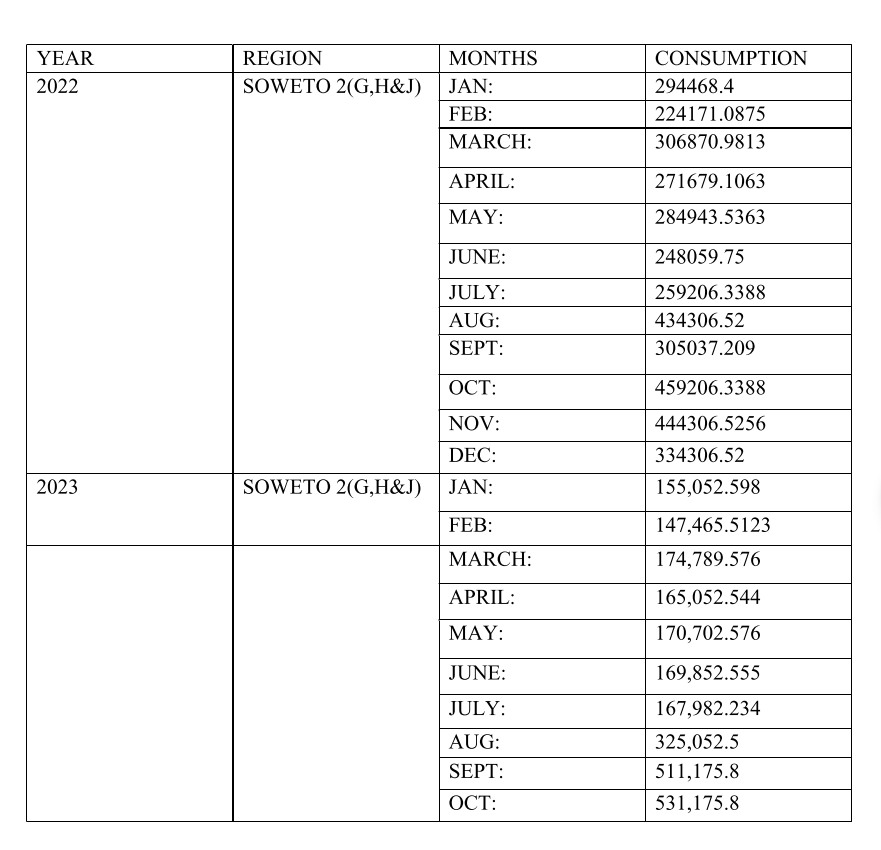 YEAR REGION MONTHS CONSUMPTION
2022 SOWETO 2(G,H&J) JAN: 294468.4
FEB: 224171.0875
MARCH: 306870.9813
APRIL: 271679.1063
MAY: 284943.5363
JUNE: 248059.75
JULY: 259206.3388
AUG: 434306.52
SEPT: 305037.209
OCT: 459206.3388
NOV: 444306.5256
DEC: 334306.52
2023 SOWETO 2(G,H&J) JAN: 155,052.598
FEB: 147,465.5123
MARCH: 174,789.576
APRIL: 165,052.544
MAY: 170,702.576
JUNE: 169,852.555
JULY: 167,982.234
AUG: 325,052.5
SEPT: 511,175.8
OCT: 531,175.8